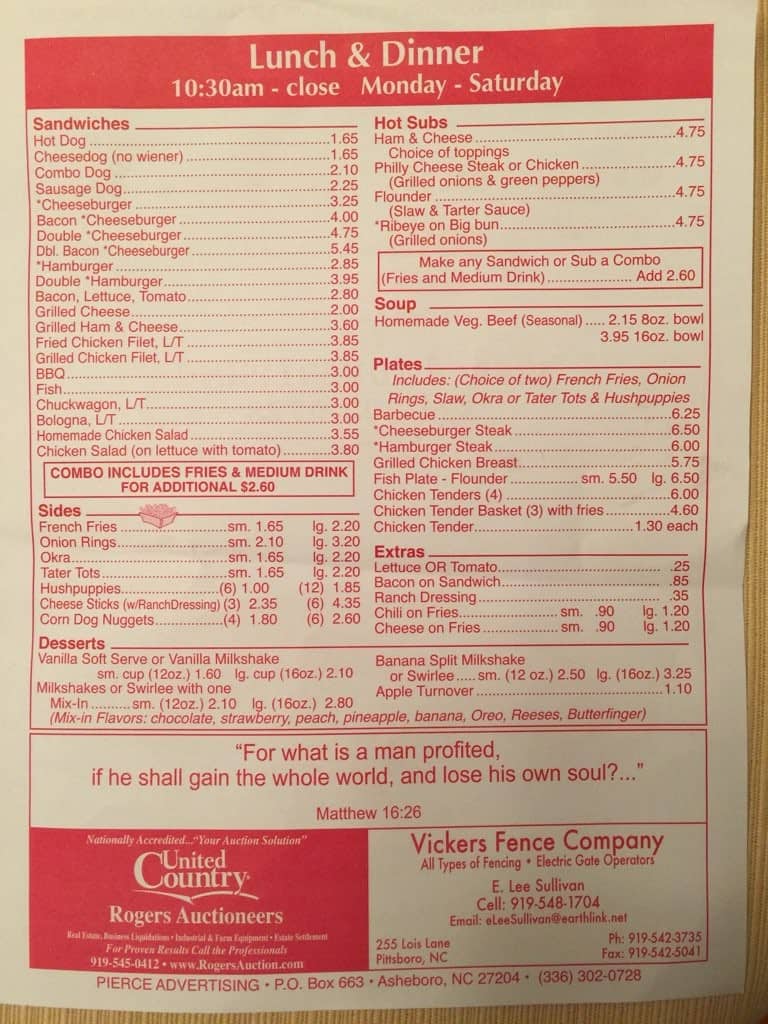 Lunch & Dinner
10:30am - close Monday - Saturday
Sandwiches
Hot Dog 1.65
Cheesedog (no wiener) 1.65
Combo Dog 2.10
Sausage Dog 2.25
*Cheeseburger 3.25
Bacon *Cheeseburger 4.00
Double *Cheeseburger 4.75
Dbl. Bacon *Cheeseburger 5.45
*Hamburger 2.85
Double *Hamburger 3.95
Bacon, Lettuce, Tomato 2.80
Grilled Cheese 2.00
Grilled Ham & Cheese 3.60
Fried Chicken Filet, L/T 3.85
Grilled Chicken Filet, L/T 3.85
BBQ 3.00
Fish 3.00
Chuckwagon, L/T 3.00
Bologna, L/T 3.00
Homemade Chicken Salad 3.55
Chicken Salad (on lettuce with tomato) 3.80
COMBO INCLUDES FRIES & MEDIUM DRINK
FOR ADDITIONAL $2.60
Sides
French Fries sm. 1.65 lg. 2.20
Onion Rings sm. 2.10 lg. 3.20
Okra sm. 1.65 lg. 2.20
Tater Tots sm. 1.65 lg. 2.20
Hushpuppies (6) 1.00 (12) 1.85
Cheese Sticks (w/RanchDressing) (3) 2.35 (6) 4.35
Corn Dog Nuggets (4) 1.80 (6) 2.60
Hot Subs
Ham & Cheese 4.75
Choice of toppings
Philly Cheese Steak or Chicken 4.75
(Grilled onions & green peppers)
Flounder 4.75
(Slaw & Tarter Sauce)
*Ribeye on Big bun 4.75
(Grilled onions)
Make any Sandwich or Sub a Combo
(Fries and Medium Drink) Add 2.60
Soup
Homemade Veg. Beef (Seasonal) 2.15 8oz. bowl
3.95 16oz. bowl
Plates
Includes: (Choice of two) French Fries, Onion
Rings, Slaw, Okra or Tater Tots & Hushpuppies
Barbecue 6.25
*Cheeseburger Steak 6.50
*Hamburger Steak 6.00
Grilled Chicken Breast 5.75
Fish Plate - Flounder sm. 5.50 lg. 6.50
Chicken Tenders (4) 6.00
Chicken Tender Basket (3) with fries 4.60
Chicken Tender 1.30 each
Extras
Lettuce OR Tomato .25
Bacon on Sandwich .85
Ranch Dressing .35
Chili on Fries sm. .90 lg. 1.20
Cheese on Fries sm. .90 lg. 1.20
Desserts
Vanilla Soft Serve or Vanilla Milkshake
sm. cup (12oz.) 1.60 lg. cup (16oz.) 2.10
Milkshakes or Swirlee with one
Mix-In sm. (12oz.) 2.10 lg. (16oz.) 2.80
Banana Split Milkshake
or Swirlee sm. (12 oz.) 2.50 lg. (16oz.) 3.25
Apple Turnover 1.10
(Mix-in Flavors: chocolate, strawberry, peach, pineapple, banana, Oreo, Reeses, Butterfinger)
"For what is a man profited,
if he shall gain the whole world, and lose his own soul?..."
Matthew 16:26
Nationally Accredited..."Your Auction Solution"
United
Country
Rogers Auctioneers
Real Estate, Business Liquidations • Industrial & Farm Equipment • Estate Settlement
For Proven Results Call the Professionals
919-545-0412 • www.RogersAuction.com
Vickers Fence Company
All Types of Fencing • Electric Gate Operators
E. Lee Sullivan
Cell: 919-548-1704
Email: eLeeSullivan@earthlink.net
255 Lois Lane
Pittsboro, NC
Ph: 919-542-3735
Fax: 919-542-5041
PIERCE ADVERTISING • P.O. Box 663 • Asheboro, NC 27204 • (336) 302-0728